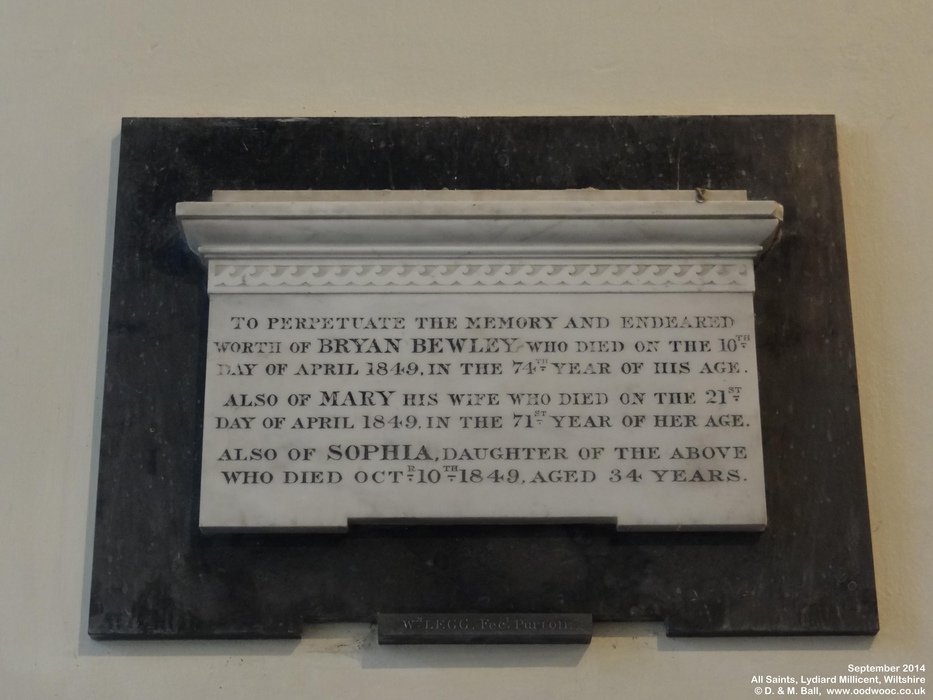 TO PERPETUATE THE MEMORY AND ENDEARED
WORTH OF BRYAN BEWLEY WHO DIED ON THE 10TH
DAY OF APRIL 1849, IN THE 74TH YEAR OF HIS AGE.
ALSO OF MARY HIS WIFE WHO DIED ON THE 21ST
DAY OF APRIL 1849, IN THE 71ST YEAR OF HER AGE.
ALSO OF SOPHIA, DAUGHTER OF THE ABOVE
WHO DIED OCTR 10TH 1849, AGED 34 YEARS.
Wm LEGG, Fect Purton.
September 2014
All Saints, Lydiard Millicent, Wiltshire
© D. & M. Ball, www.oodwooc.co.uk